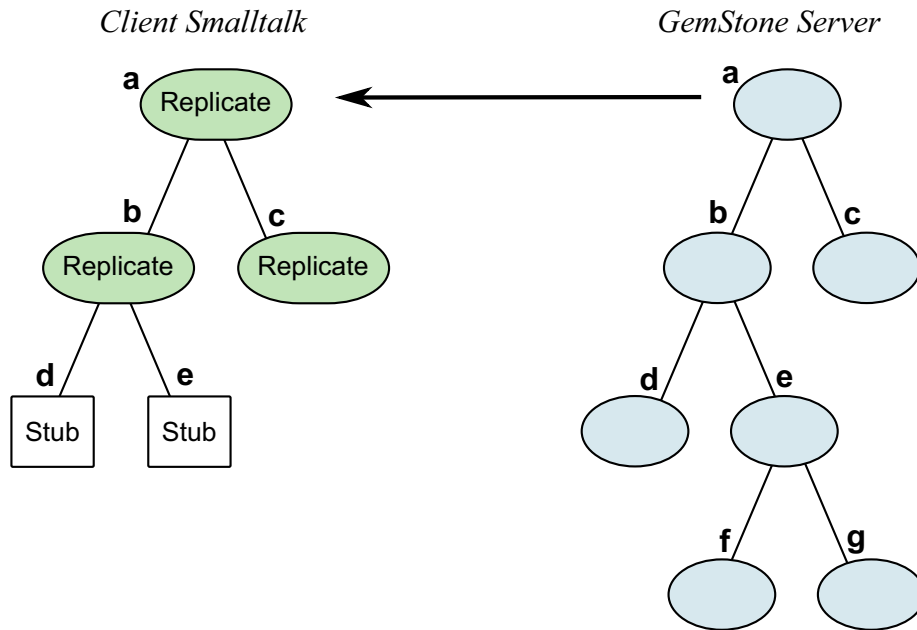 Client Smalltalk
GemStone Server
a
Replicate
a
b
c
b
c
Replicate
Replicate
d
e
d
e
Stub
Stub
f
g